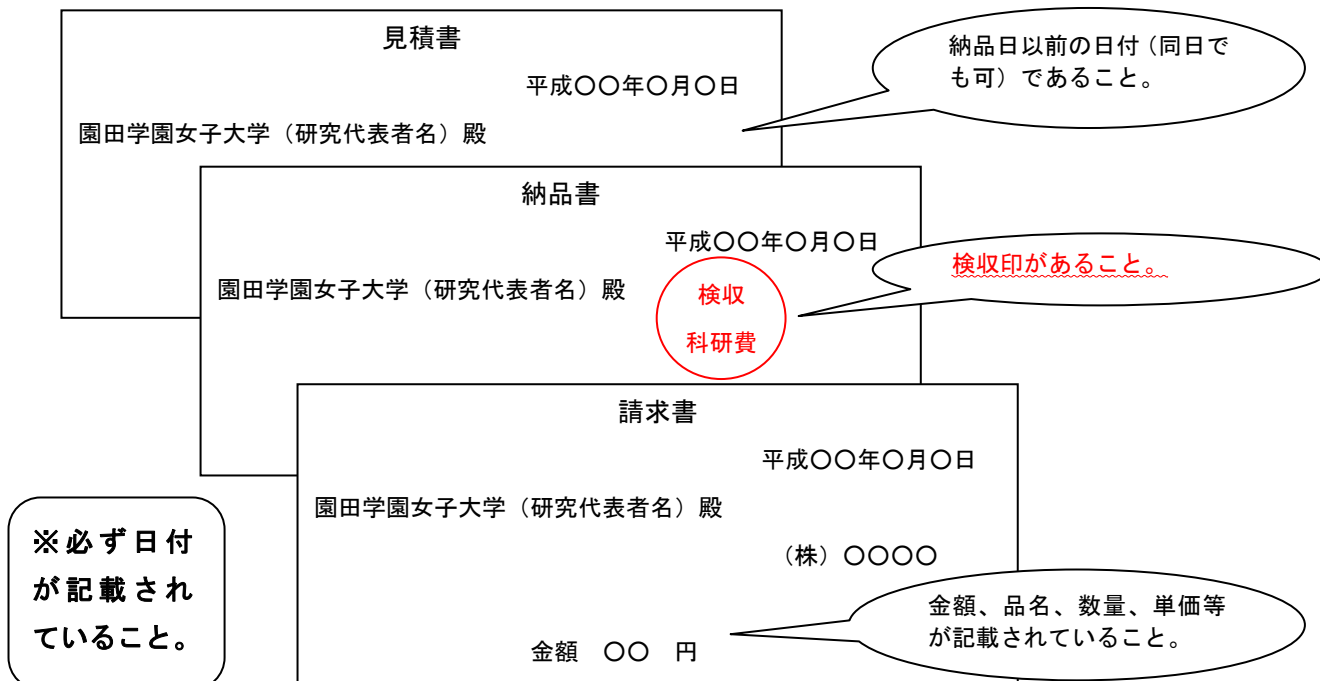 見積書
納品日以前の日付（同日で
も可）であること。
平成〇〇年〇月〇日
園田学園女子大学（研究代表者名）殿
納品書
平成〇〇年〇月〇日
検収印があること。
園田学園女子大学（研究代表者名）殿
検収
科研費
請求書
平成〇〇年〇月〇日
園田学園女子大学（研究代表者名）殿
（株）〇〇〇〇
※必ず日付
が記載され
ていること。
金額、品名、数量、単価等
が記載されていること。
金額　〇〇　円